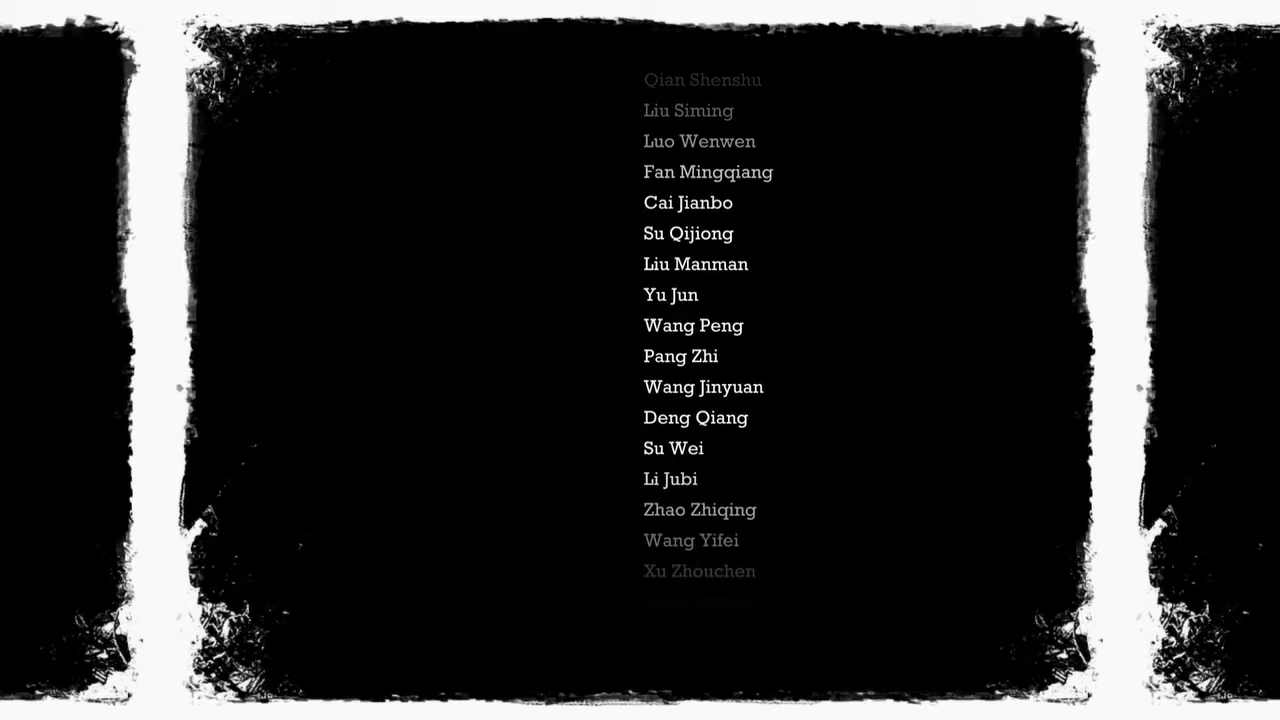 Qian Shenshu
Liu Siming
Luo Wenwen
Fan Mingqiang
Cai Jianbo
Su Qijiong
Liu Manman
Yu Jun
Wang Peng
Pang Zhi
Wang Jinyuan
Deng Qiang
Su Wei
Li Jubi
Zhao Zhiqing
Wang Yifei
Xu Zhouchen